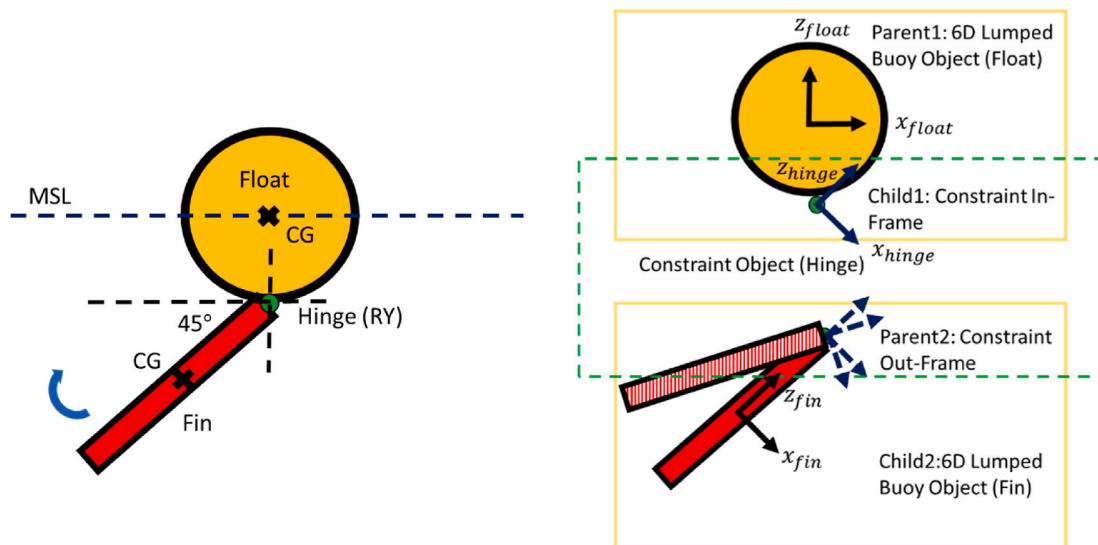 MSL
Float
CG
45°
Hinge (RY)
CG
Fin
z_float
Parent1: 6D Lumped
Buoy Object (Float)
x_float
z_hinge
Child1: Constraint In-
Frame
x_hinge
Constraint Object (Hinge)
Parent2: Constraint
Out-Frame
z_fin
x_fin
Child2:6D Lumped
Buoy Object (Fin)